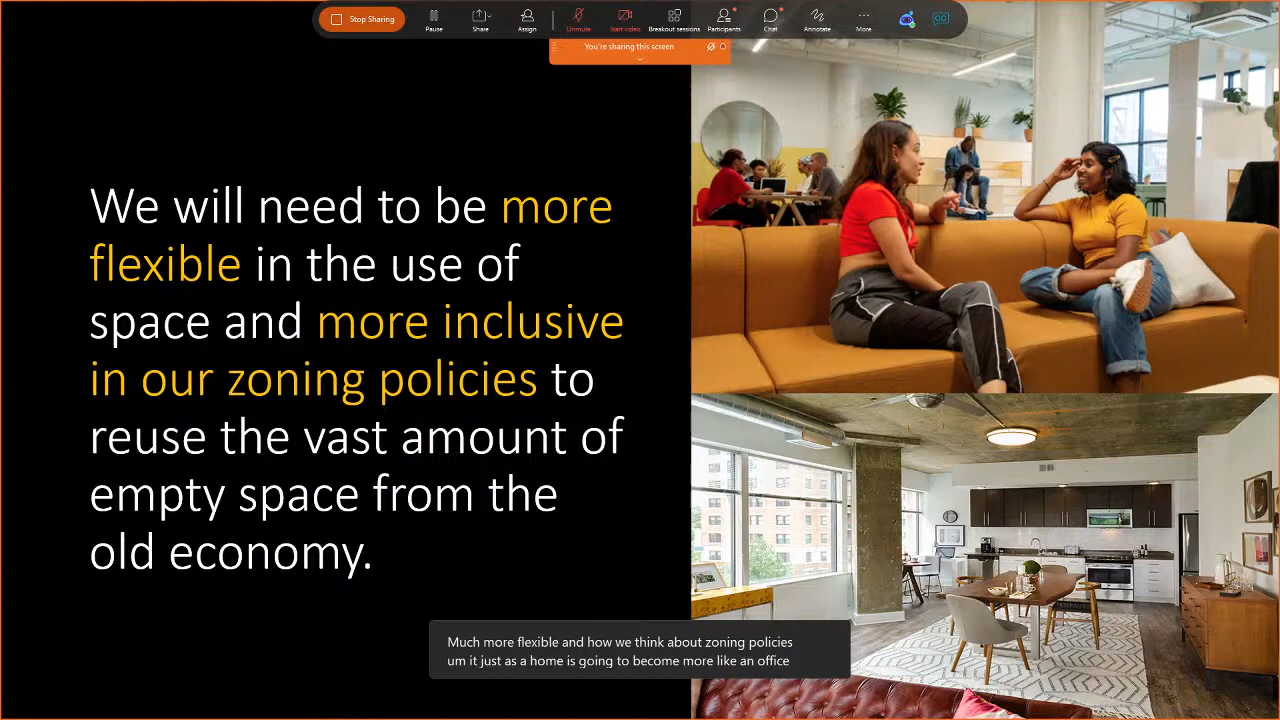 Stop Sharing
Pause
Share
Assign
Unmute
Start video
Breakout sessions
Participants
Chat
Annotate
More
CC
You're sharing this screen
We will need to be more
flexible in the use of
space and more inclusive
in our zoning policies to
reuse the vast amount of
empty space from the
old economy.
Much more flexible and how we think about zoning policies
um it just as a home is going to become more like an office